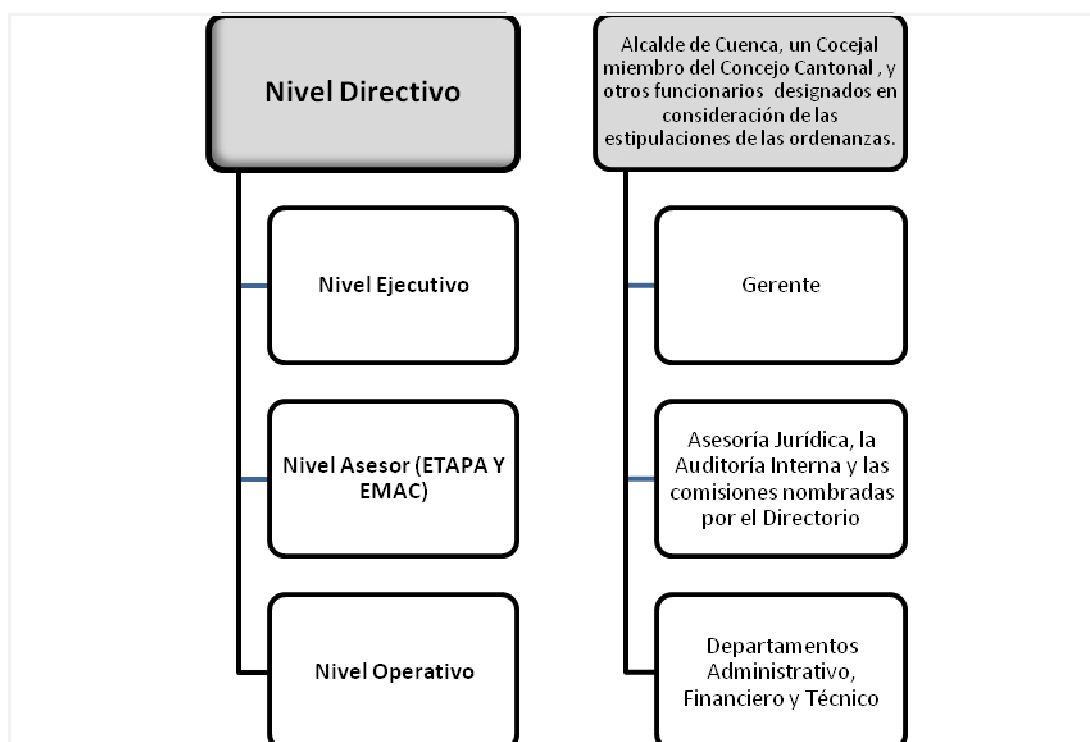 Nivel Directivo
Alcalde de Cuenca, un Cocejal
miembro del Concejo Cantonal , y
otros funcionarios designados en
consideración de las
estipulaciones de las ordenanzas.
Nivel Ejecutivo
Gerente
Nivel Asesor (ETAPA Y
EMAC)
Asesoría Jurídica, la
Auditoría Interna y las
comisiones nombradas
por el Directorio
Nivel Operativo
Departamentos
Administrativo,
Financiero y Técnico